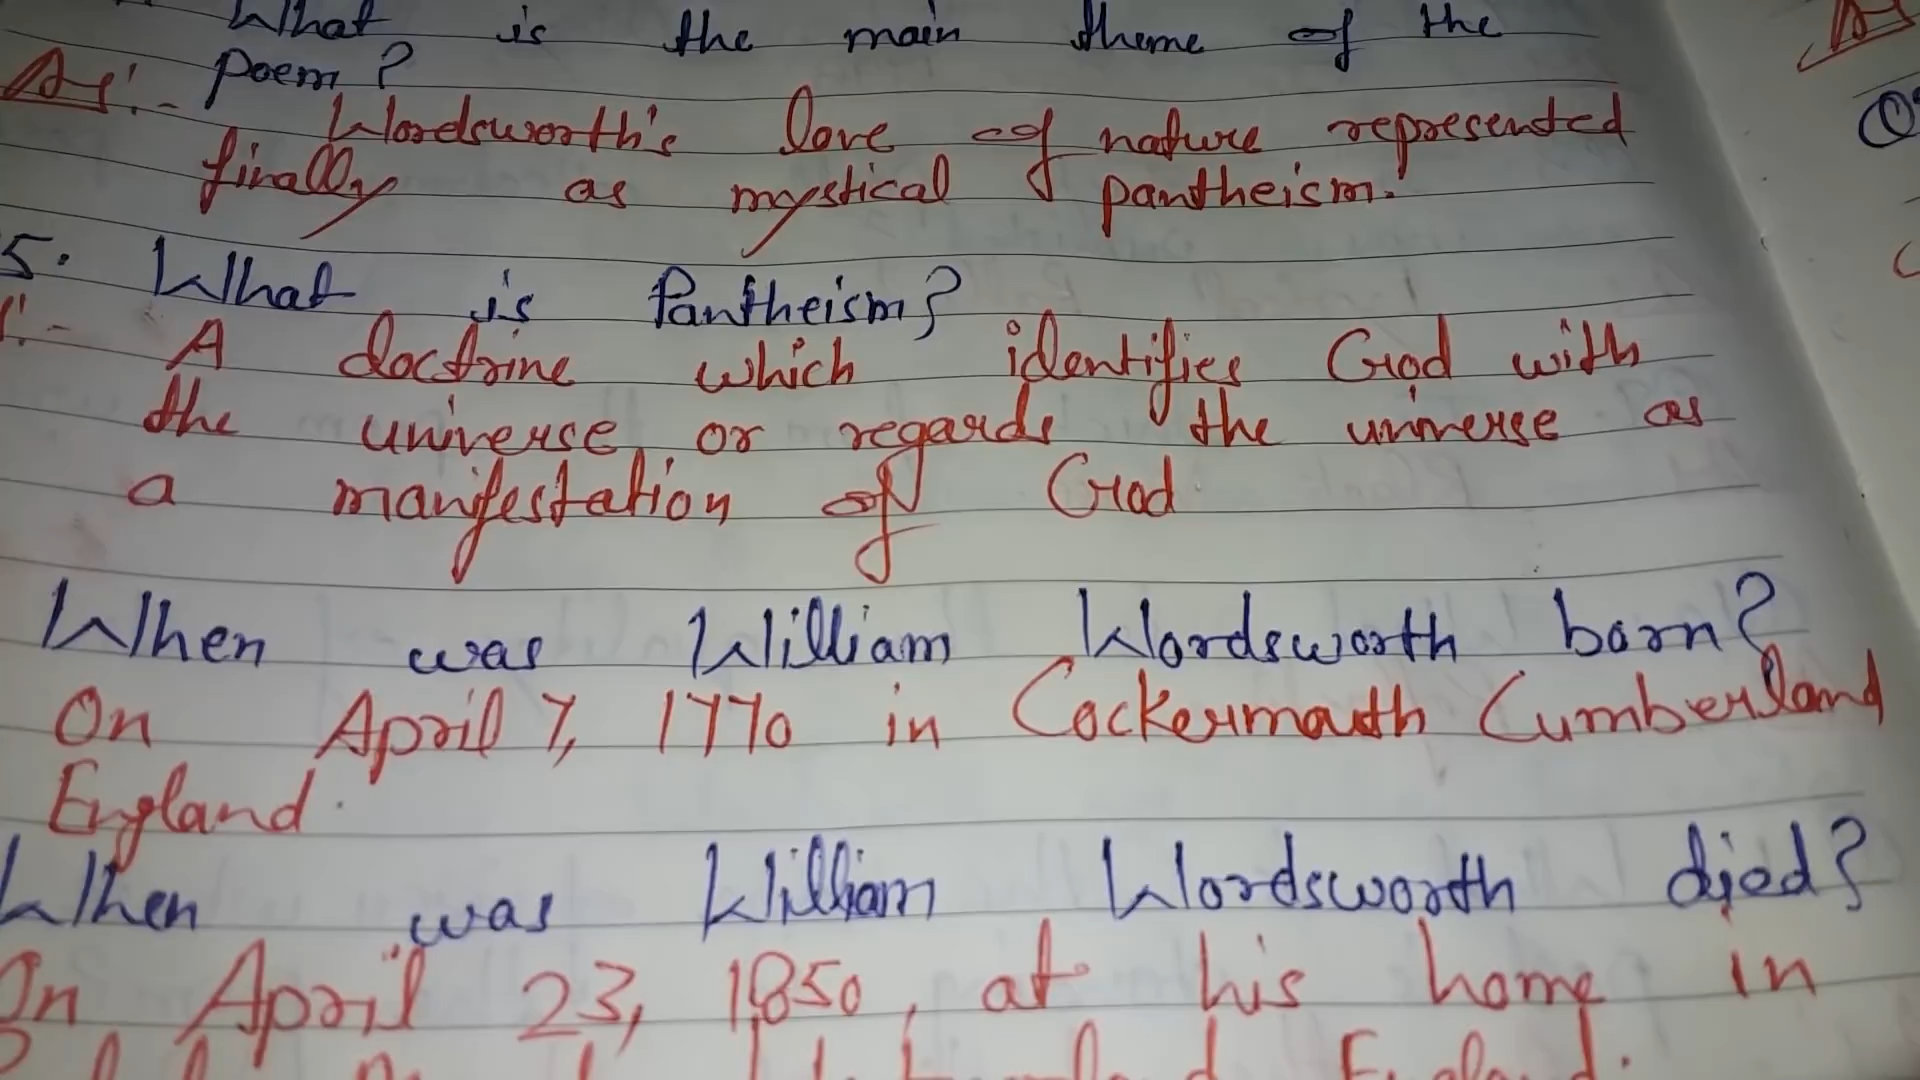 What is the main theme of the
Poem?
Wordsworth's love of nature represented
finally as mystical pantheism.
5. What is Pantheism?
A doctrine which identifies God with
the universe or regards the universe as
a manifestation of God
When was William Wordsworth born?
On April 7, 1770 in Cockermouth Cumberland
England.
When was William Wordsworth died?
On April 23, 1850, at his home in
England.